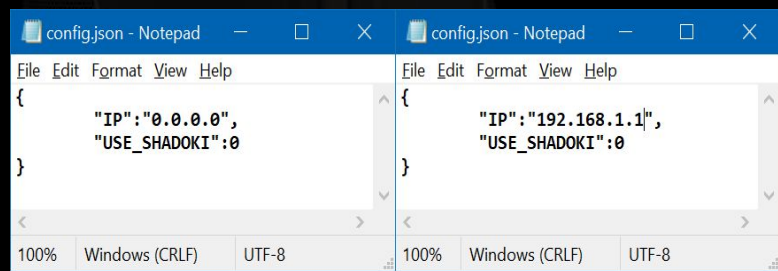 config.json - Notepad
File Edit Format View Help
{
"IP":"0.0.0.0",
"USE_SHADOKI":0
}
100% Windows (CRLF) UTF-8
config.json - Notepad
File Edit Format View Help
{
"IP":"192.168.1.1",
"USE_SHADOKI":0
}
100% Windows (CRLF) UTF-8